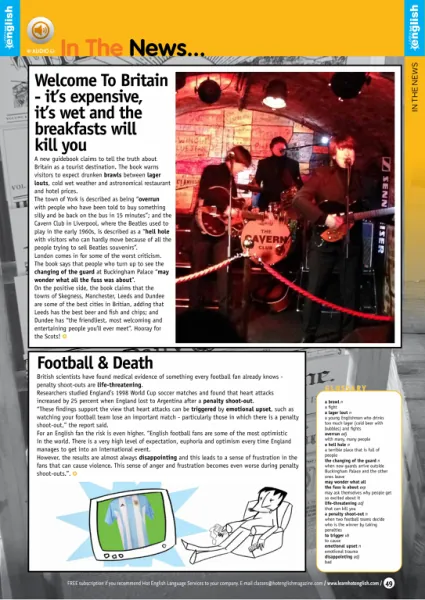 english
AUDIO
In The News...
english
IN THE NEWS
Welcome To Britain
- it's expensive,
it's wet and the
breakfasts will
kill you
A new guidebook claims to tell the truth about
Britain as a tourist destination. The book warns
visitors to expect drunken brawls between lager
louts, cold wet weather and astronomical restaurant
and hotel prices.
The town of York is described as being "overrun
with people who have been told to buy something
silly and be back on the bus in 15 minutes"; and the
Cavern Club in Liverpool, where the Beatles used to
play in the early 1960s, is described as a "hell hole
with visitors who can hardly move because of all the
people trying to sell Beatles souvenirs".
London comes in for some of the worst criticism.
The book says that people who turn up to see the
changing of the guard at Buckingham Palace "may
wonder what all the fuss was about".
On the positive side, the book claims that the
towns of Skegness, Manchester, Leeds and Dundee
are some of the best cities in Brittian, adding that
Leeds has the best beer and fish and chips; and
Dundee has "the friendliest, most welcoming and
entertaining people you'll ever meet". Hooray for
the Scots!
THE
CAVERN
CLUB
SENN
HEISER
Football & Death
British scientists have found medical evidence of something every football fan already knows -
penalty shoot-outs are life-threatening.
Researchers studied England's 1998 World Cup soccer matches and found that heart attacks
increased by 25 percent when England lost to Argentina after a penalty shoot-out.
"These findings support the view that heart attacks can be triggered by emotional upset, such as
watching your football team lose an important match - particularly those in which there is a penalty
shoot-out," the report said.
For an English fan the risk is even higher. "English football fans are some of the most optimistic
in the world. There is a very high level of expectation, euphoria and optimism every time England
manages to get into an international event.
However, the results are almost always disappointing and this leads to a sense of frustration in the
fans that can cause violence. This sense of anger and frustration becomes even worse during penalty
shoot-outs.".
GLOSSARY
a brawl n
a fight
a lager lout n
a young Englishman who drinks
too much lager (cold beer with
bubbles) and fights
overrun adj
with many, many people
a hell hole n
a terrible place that is full of
people
the changing of the guard n
when new guards arrive outside
Buckingham Palace and the other
ones leave
may wonder what all
the fuss is about exp
may ask themselves why people get
so excited about it
life-threatening adj
that can kill you
a penalty shoot-out n
when two football teams decide
who is the winner by taking
penalties
to trigger vb
to cause
emotional upset n
emotional trauma
disappointing adj
bad
FREE subscription if you recommend Hot English Language Services to your company. E-mail classes@hotenglishmagazine.com / www.learnhotenglish.com / 49